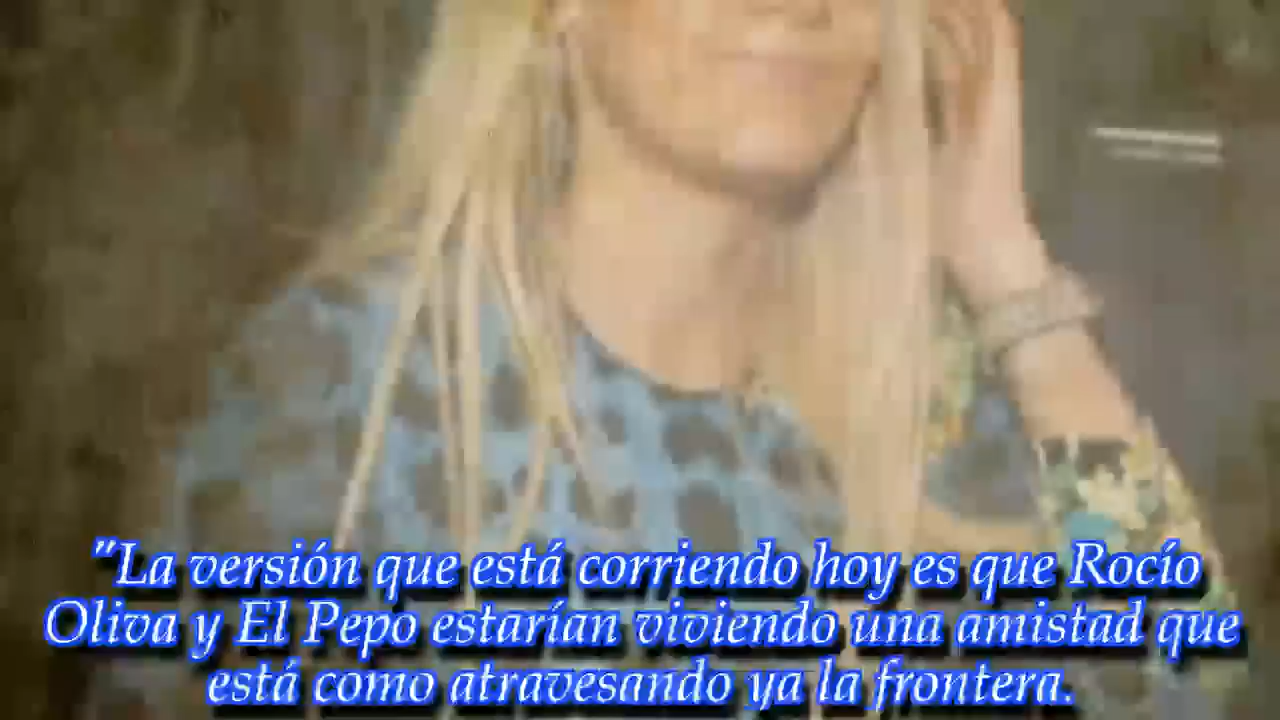 "La versión que está corriendo hoy es que Rocío
Oliva y El Pepo estarían viviendo una amistad que
está como atravesando ya la frontera.